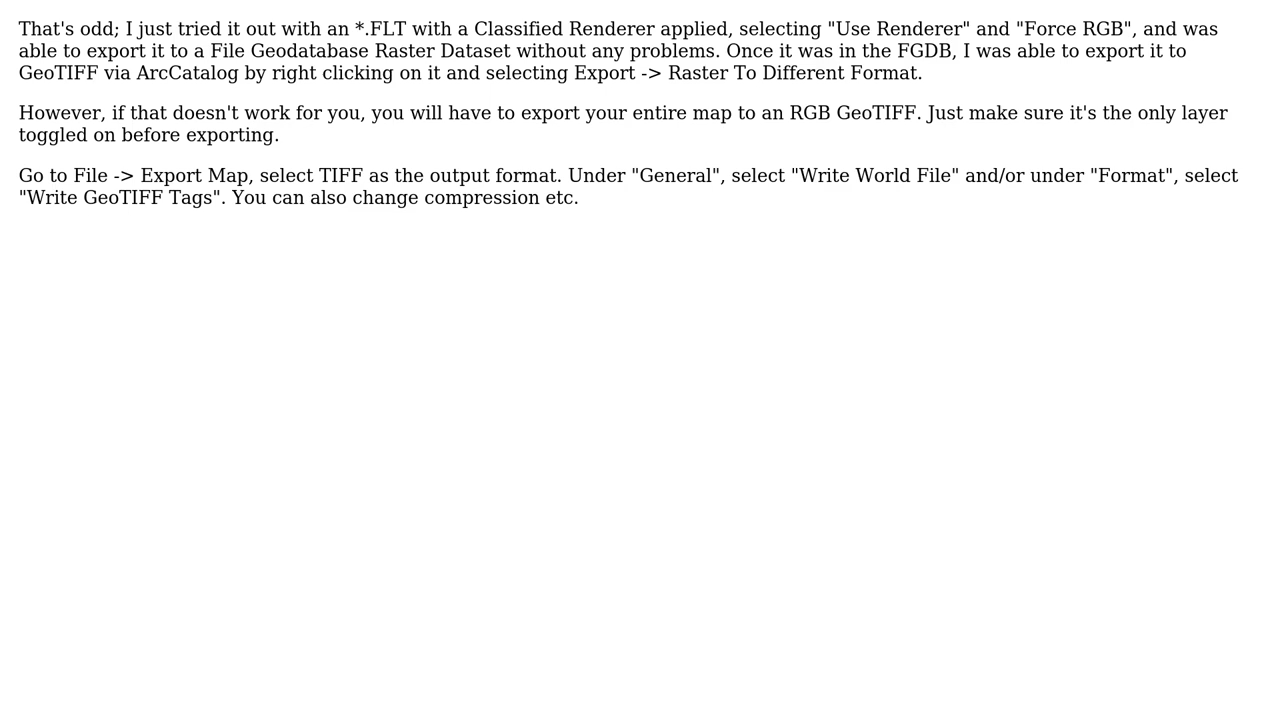 That's odd; I just tried it out with an *.FLT with a Classified Renderer applied, selecting "Use Renderer" and "Force RGB", and was
able to export it to a File Geodatabase Raster Dataset without any problems. Once it was in the FGDB, I was able to export it to
GeoTIFF via ArcCatalog by right clicking on it and selecting Export -> Raster To Different Format.
However, if that doesn't work for you, you will have to export your entire map to an RGB GeoTIFF. Just make sure it's the only layer
toggled on before exporting.
Go to File -> Export Map, select TIFF as the output format. Under "General", select "Write World File" and/or under "Format", select
"Write GeoTIFF Tags". You can also change compression etc.